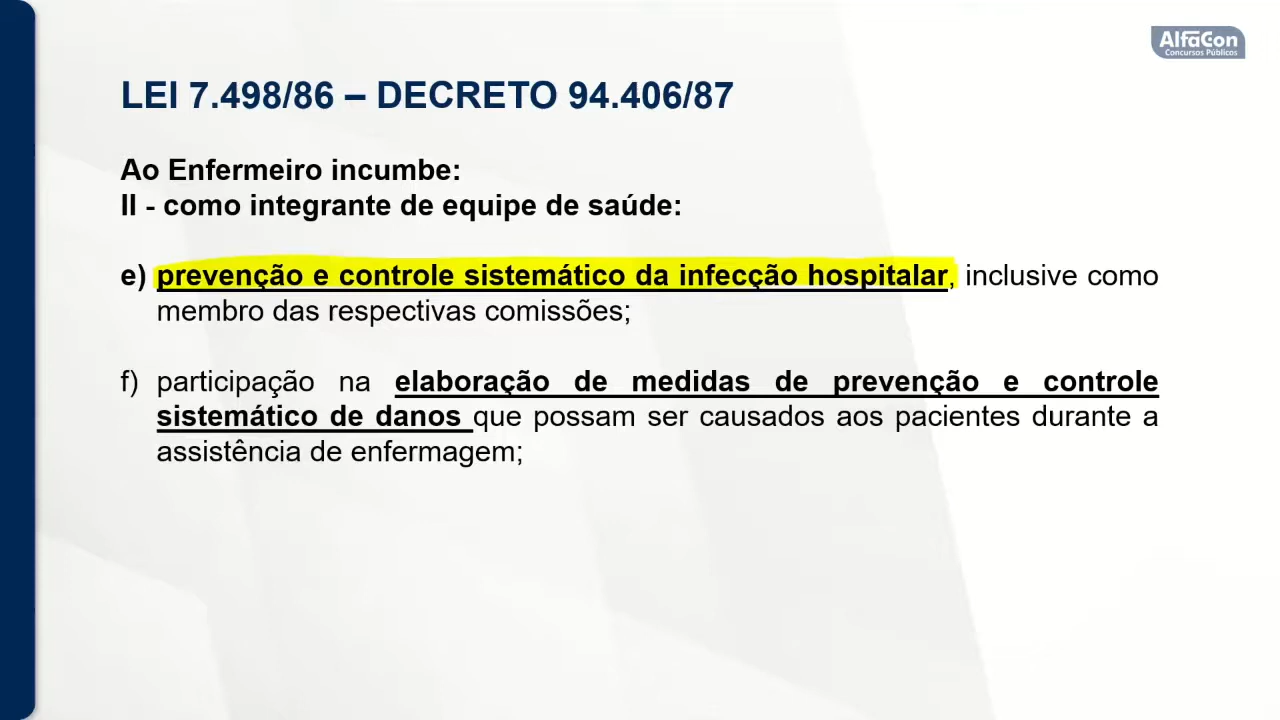 AlfaCon
Concursos Públicos
LEI 7.498/86 – DECRETO 94.406/87
Ao Enfermeiro incumbe:
II - como integrante de equipe de saúde:
e) prevenção e controle sistemático da infecção hospitalar, inclusive como
membro das respectivas comissões;
f) participação na elaboração de medidas de prevenção e controle
sistemático de danos que possam ser causados aos pacientes durante a
assistência de enfermagem;